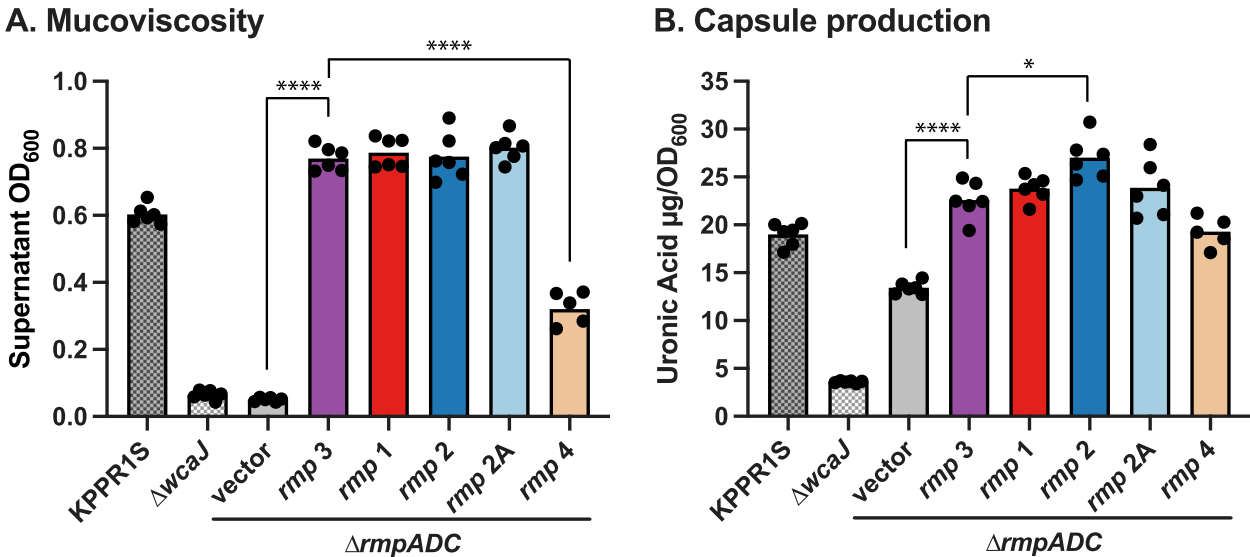 A. Mucoviscosity
****
****
1.0
0.8
0.6
0.4
0.2
0.0
Supernatant OD600
KPPR1S
ΔwcaJ
vector
rmp 3
rmp 1
rmp 2
rmp 2A
rmp 4
ΔrmpADC
B. Capsule production
*
****
35
30
25
20
15
10
5
0
Uronic Acid µg/OD600
KPPR1S
ΔwcaJ
vector
rmp 3
rmp 1
rmp 2
rmp 2A
rmp 4
ΔrmpADC